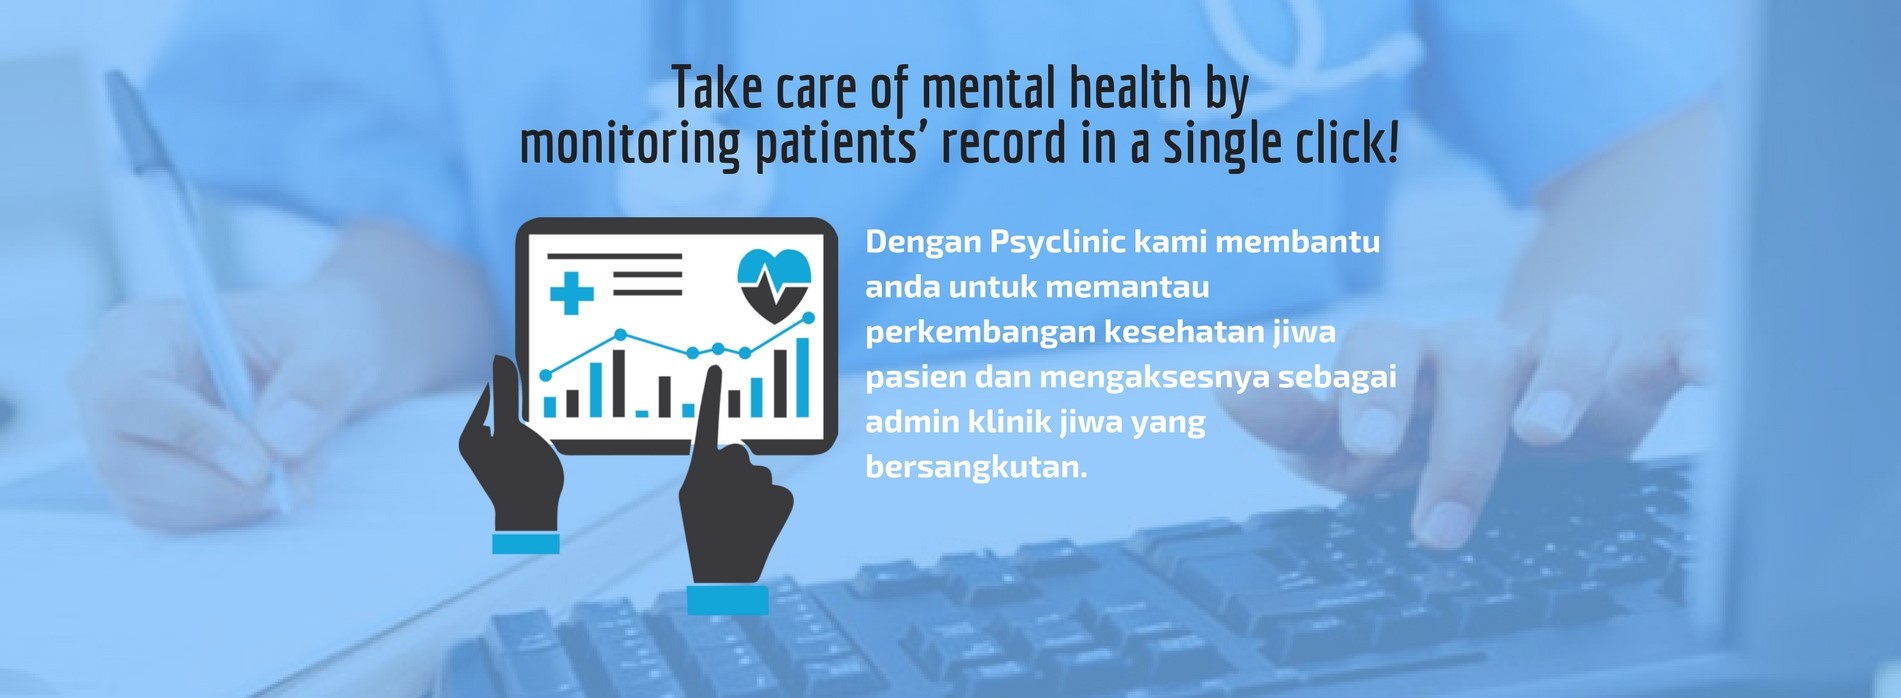 Take care of mental health by
monitoring patients’ record in a single click!
Dengan Psyclinic kami membantu
anda untuk memantau
perkembangan kesehatan jiwa
pasien dan mengaksesnya sebagai
admin klinik jiwa yang
bersangkutan.